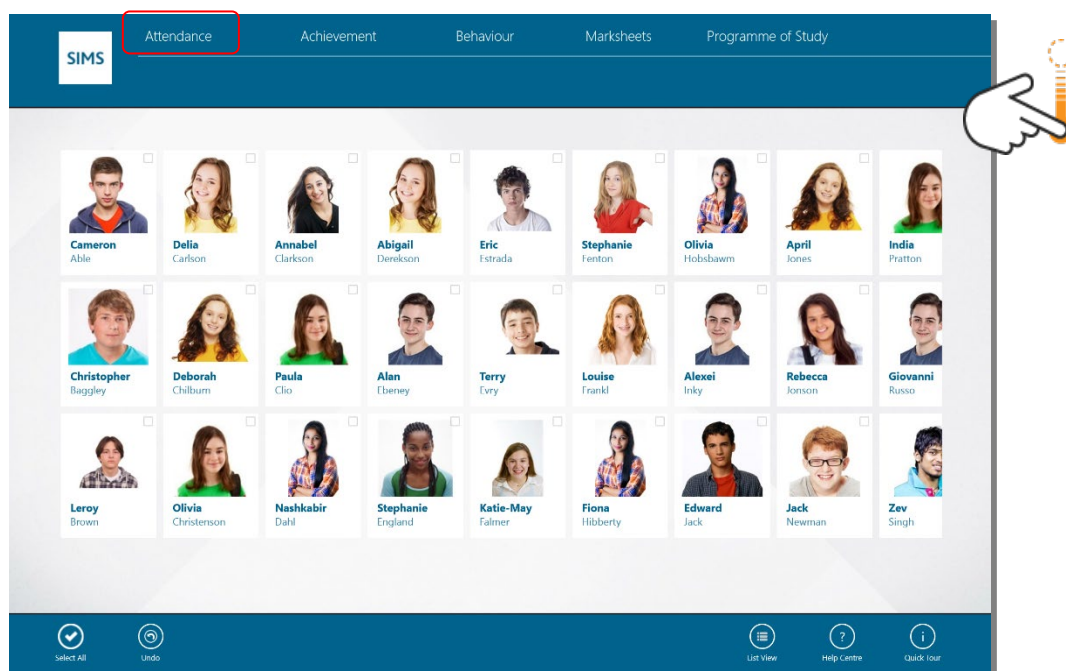 SIMS
Attendance Achievement Behaviour Marksheets Programme of Study
Cameron Delia Annabel Abigail Eric Stephanie Olivia April India
Able Carlson Clarkson Derekson Estrada Fenton Hobsbawm Jones Pratton
Christopher Deborah Paula Alan Terry Louise Alexei Rebecca Giovanni
Baggley Chilburn Clio Ebeney Evry Frankl Inky Jonson Russo
Leroy Olivia Nashkabir Stephanie Katie-May Fiona Edward Jack Zev
Brown Christenson Dahl England Falmer Hibberty Jack Newman Singh
Select All Undo List View Help Centre Quick Tour